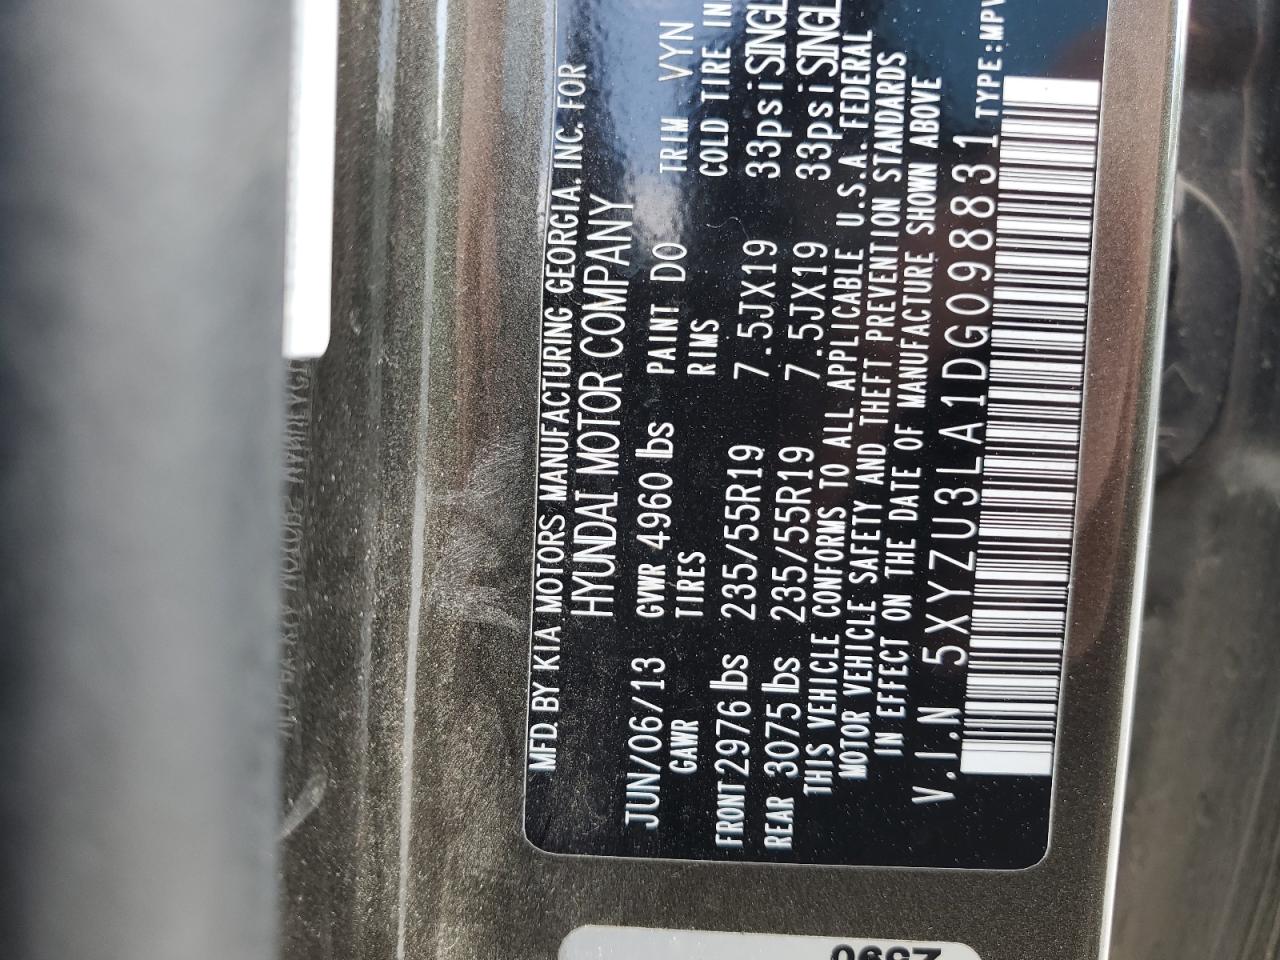 MFD. BY KIA MOTORS MANUFACTURING GEORGIA, INC. FOR
HYUNDAI MOTOR COMPANY
JUN/06/13 GVWR 4960 lbs PAINT DO TRIM VYN
GAWR TIRES RIMS COLD TIRE IN
FRONT 2976 lbs 235/55R19 7.5JX19 33psi SINGL
REAR 3075 lbs 235/55R19 7.5JX19 33psi SINGL
THIS VEHICLE CONFORMS TO ALL APPLICABLE U.S.A. FEDERAL
MOTOR VEHICLE SAFETY AND THEFT PREVENTION STANDARDS
IN EFFECT ON THE DATE OF MANUFACTURE SHOWN ABOVE
V.I.N 5XYZU3LA1DG098831 TYPE:MPV